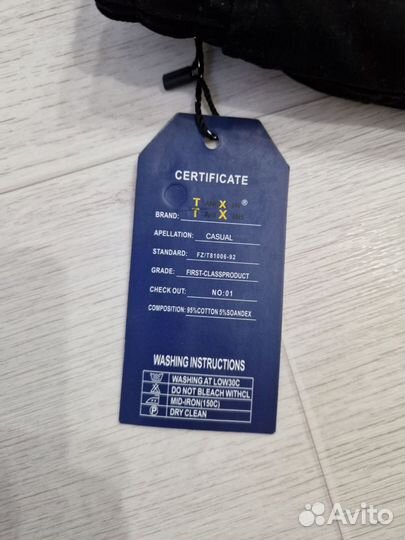 CERTIFICATE
BRAND:
APELLATION: CASUAL
STANDARD: FZ/T81006-92
GRADE: FIRST-CLASSPRODUCT
CHECK OUT: NO:01
COMPOSITION: 95%COTTON 5%SOANDEX
WASHING INSTRUCTIONS
WASHING AT LOW30C
DO NOT BLEACH WITHCL
MID-IRON(150C)
P DRY CLEAN
Avito